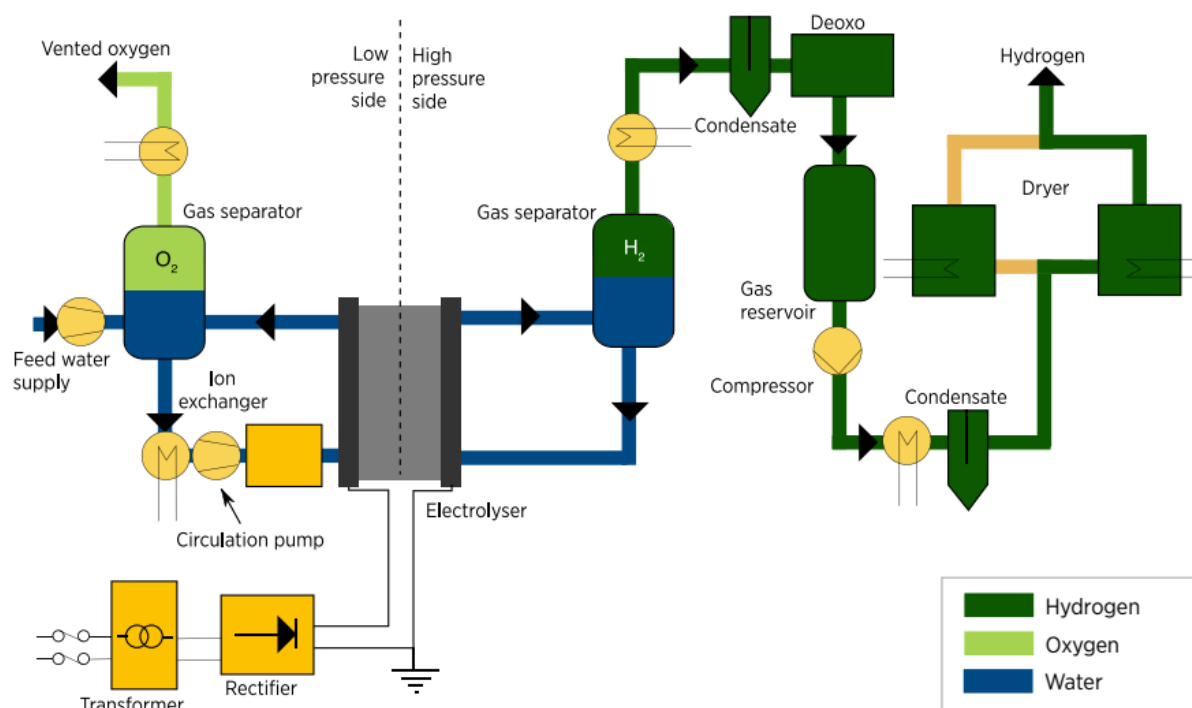 Vented oxygen
Low
pressure
side
High
pressure
side
Deoxo
Hydrogen
Condensate
Gas separator
Gas separator
Dryer
O₂
H₂
Gas
reservoir
Feed water
supply
Ion
exchanger
Compressor
Condensate
Electrolyser
Circulation pump
Transformer
Rectifier
Hydrogen
Oxygen
Water